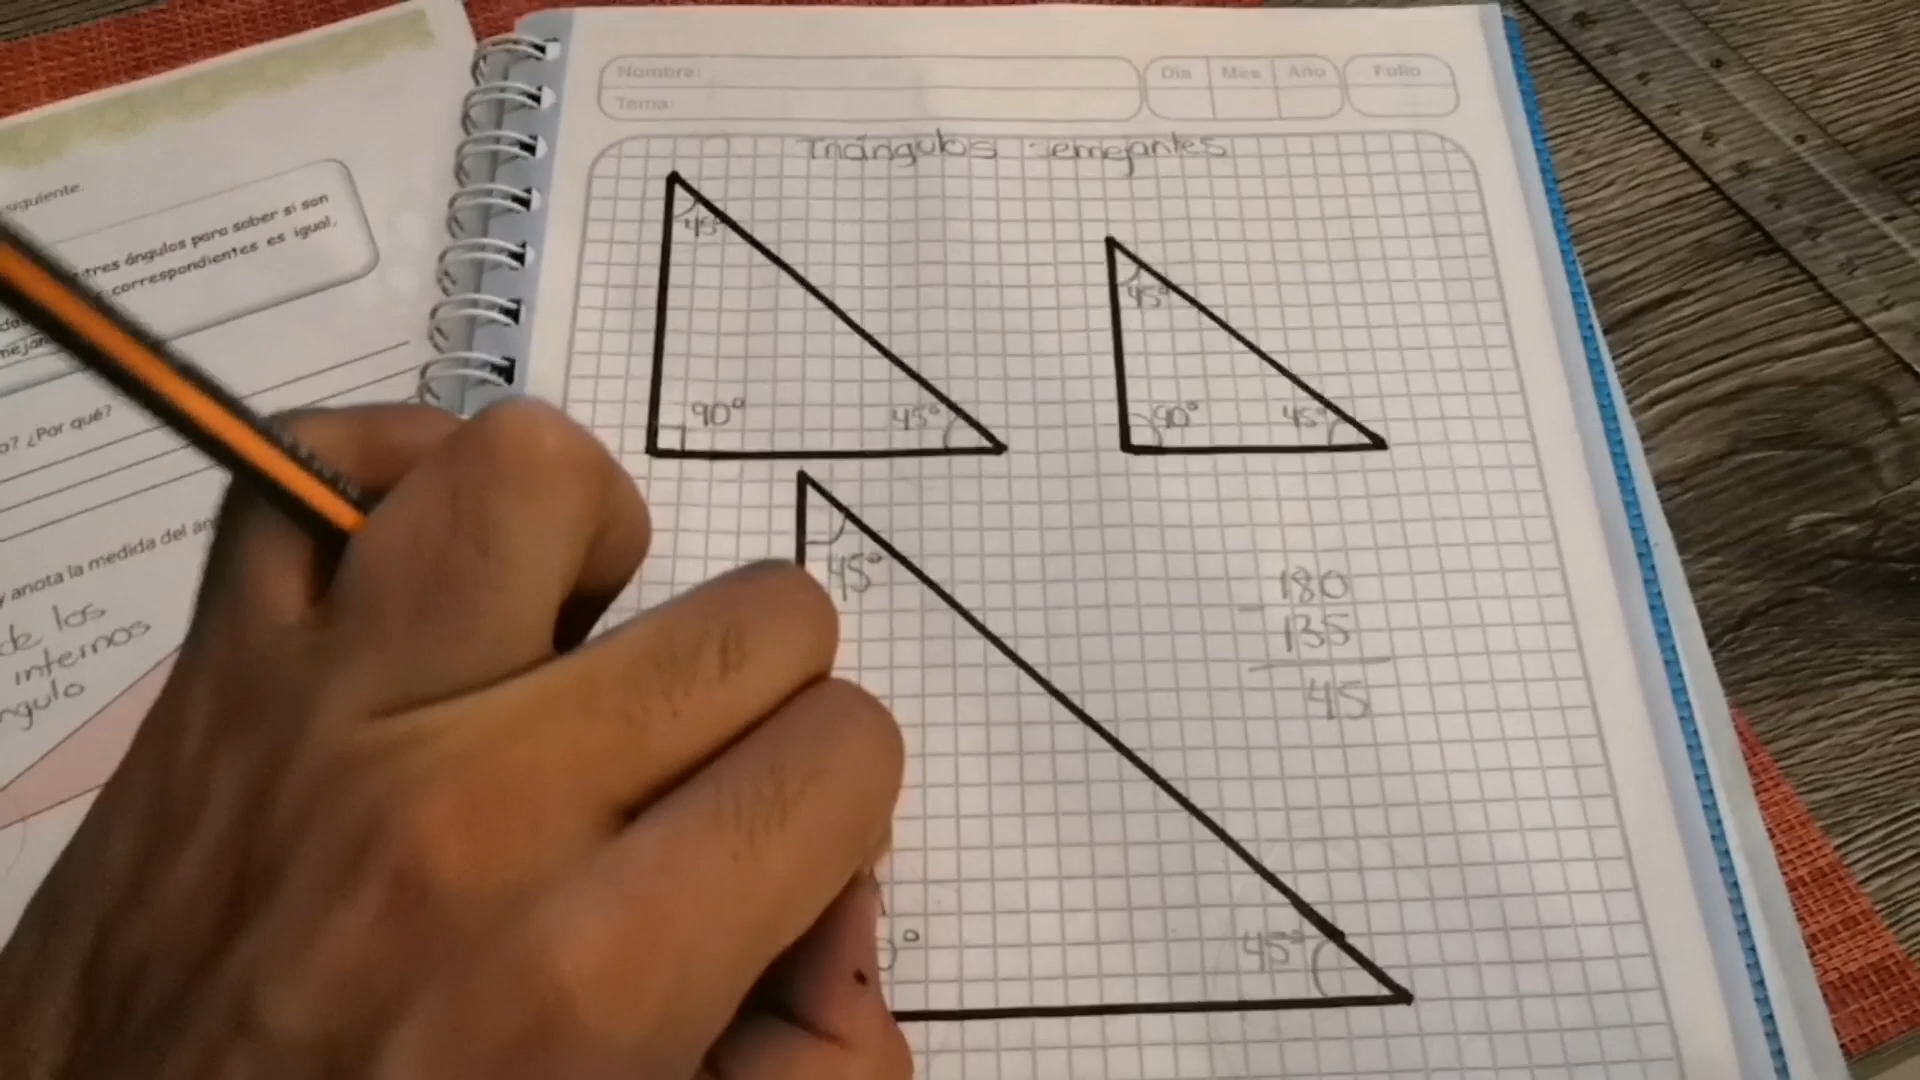 siguiente.
tres ángulos para saber si son
correspondientes es igual,
¿Por qué?
y anota la medida del
de los
internos
Nombre:
Tema:
Día Mes Año Folio
Triángulos semejantes
45°
90° 45°
45°
90° 45°
45°
180
- 135
45
45°